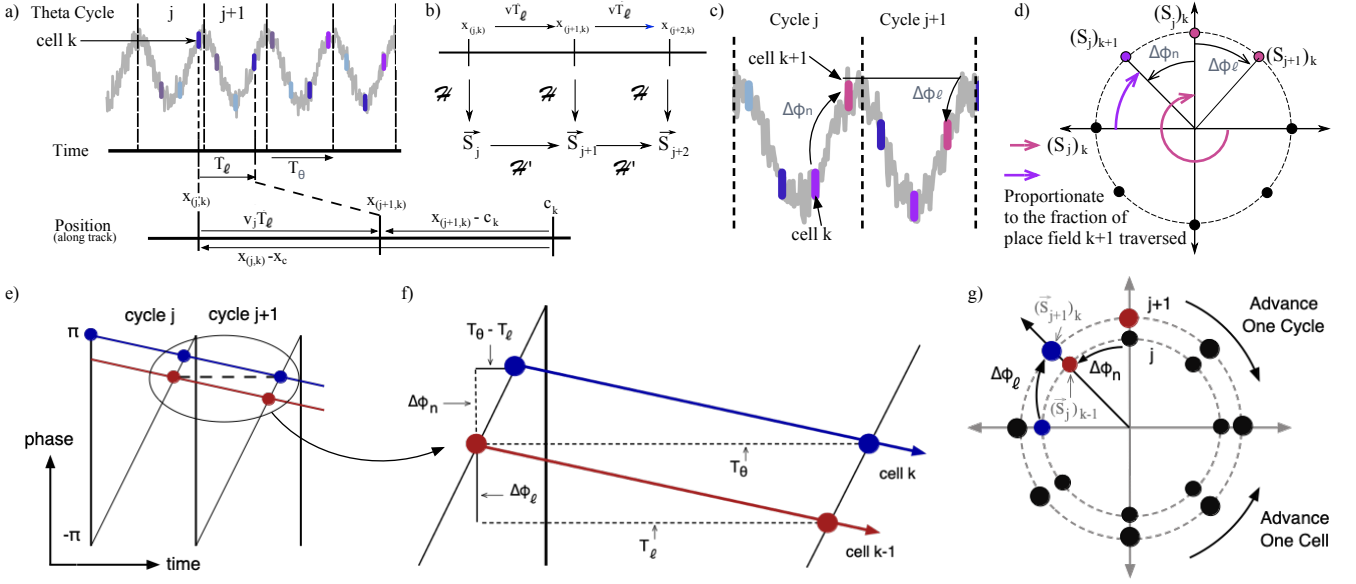 a)
Theta Cycle
j
j+1
cell k
Time
T_ℓ
T_θ
x_(j,k)
x_(j+1,k)
c_k
Position
(along track)
v_jT_ℓ
x_(j+1,k) - c_k
x_(j,k) -x_c
b)
vT_ℓ
vT_ℓ
x_(j,k)
x_(j+1,k)
x_(j+2,k)
ℋ
ℋ
ℋ
S⃗_j
S⃗_j+1
S⃗_j+2
ℋ'
ℋ'
c)
Cycle j
Cycle j+1
cell k+1
Δϕ_n
Δϕ_ℓ
cell k
d)
(S_j)_k
(S_j)_k+1
Δϕ_n
Δϕ_ℓ
(S_j+1)_k
(S_j)_k
Proportionate
to the fraction of
place field k+1 traversed
e)
cycle j
cycle j+1
π
phase
-π
time
f)
T_θ - T_ℓ
Δϕ_n
T_θ
cell k
Δϕ_ℓ
T_ℓ
cell k-1
g)
(S⃗_j+1)_k
j+1
Advance
One Cycle
j
Δϕ_n
Δϕ_ℓ
(S⃗_j)_k-1
Advance
One Cell